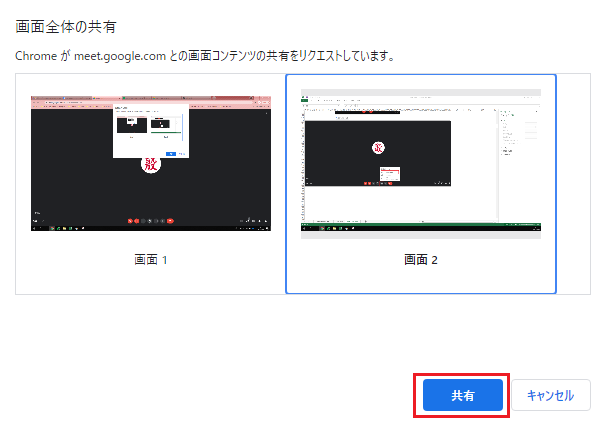 画面全体の共有
Chrome が meet.google.com との画面コンテンツの共有をリクエストしています。
画面 1
画面 2
共有
キャンセル